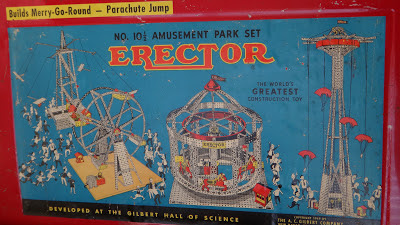 Builds Merry-Go-Round — Parachute Jump
NO. 10½ AMUSEMENT PARK SET
ERECTOR
THE WORLD'S
GREATEST
CONSTRUCTION TOY
ERECTOR
DEVELOPED AT THE GILBERT HALL OF SCIENCE
THE A. C. GILBERT COMPANY